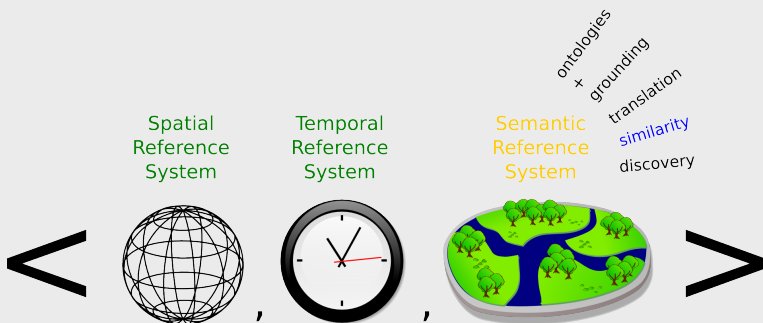 ontologies
+
grounding
translation
similarity
discovery
Spatial
Reference
System
Temporal
Reference
System
Semantic
Reference
System
< , , >